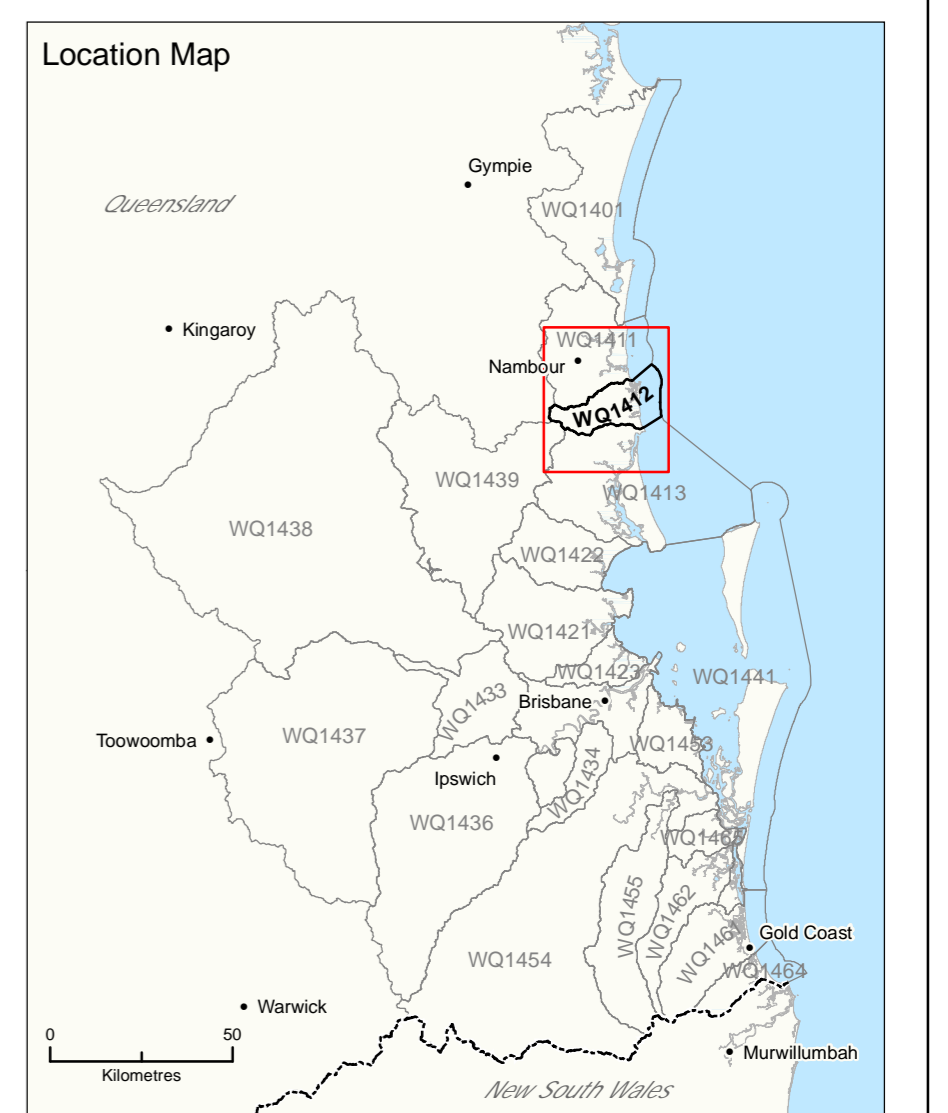 Location Map
Gympie
Queensland
WQ1401
Kingaroy
WQ1411
Nambour
WQ1412
WQ1439
WQ1413
WQ1438
WQ1422
WQ1421
WQ1423
WQ1441
WQ1433
Brisbane
Toowoomba
WQ1437
WQ1453
Ipswich
WQ1434
WQ1436
WQ1465
WQ1455
WQ1462
WQ1461
Gold Coast
WQ1454
WQ1464
Warwick
0
50
Kilometres
Murwillumbah
New South Wales